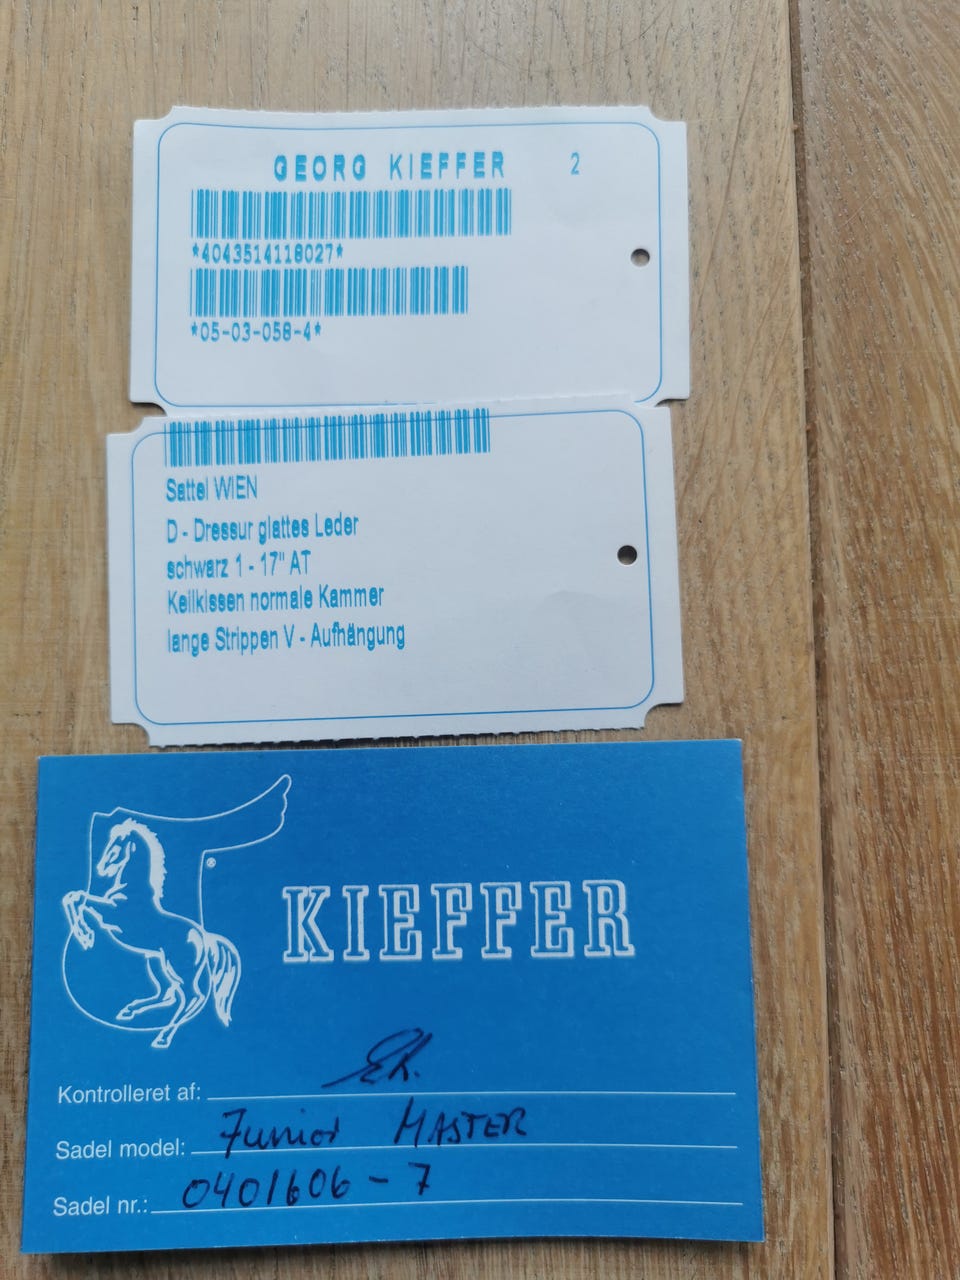 GEORG KIEFFER 2
*4043514118027*
*05-03-058-4*
Sattel WIEN
D - Dressur glattes Leder
schwarz 1 - 17" AT
Keilkissen normale Kammer
lange Strippen V - Aufhängung
®
KIEFFER
Kontrolleret af:
Sadel model: Junior MASTER
Sadel nr.: 0401606-7